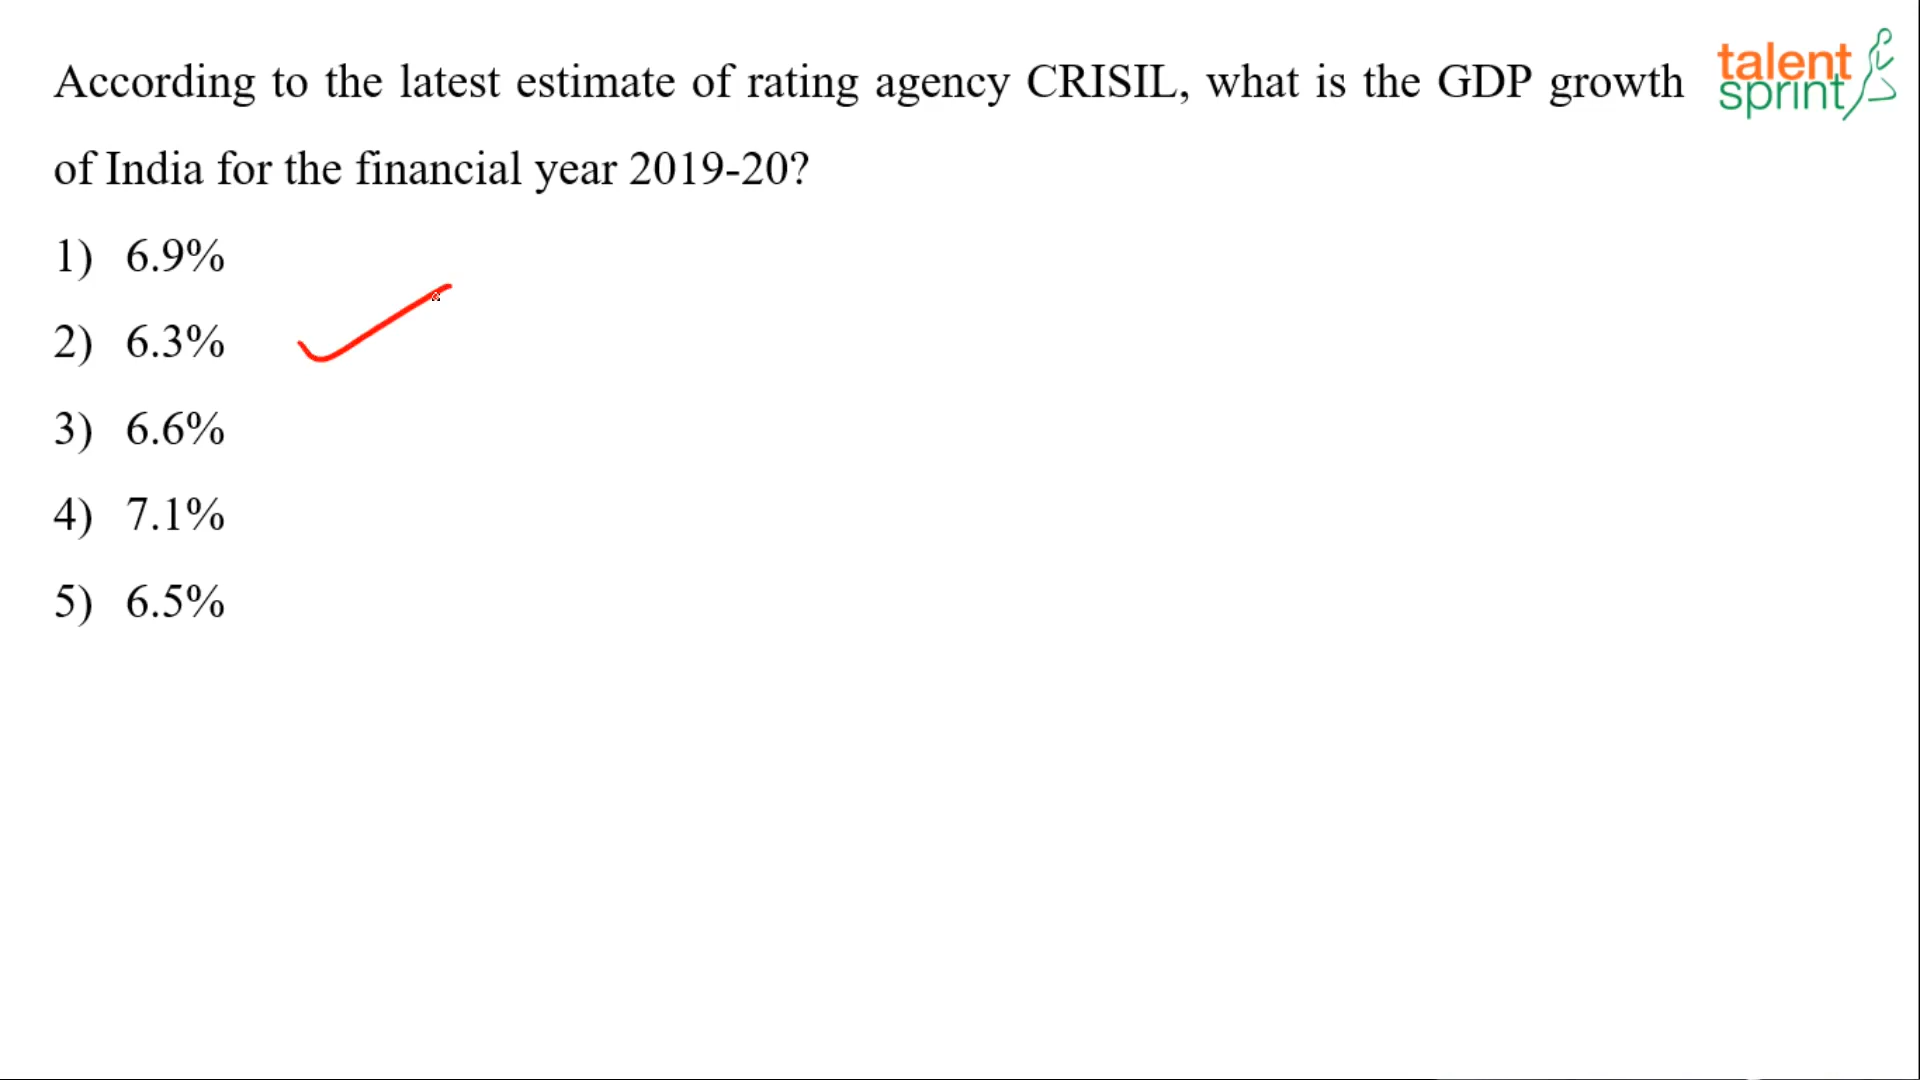 According to the latest estimate of rating agency CRISIL, what is the GDP growth
of India for the financial year 2019-20?
1) 6.9%
2) 6.3%
3) 6.6%
4) 7.1%
5) 6.5%
talent
sprint